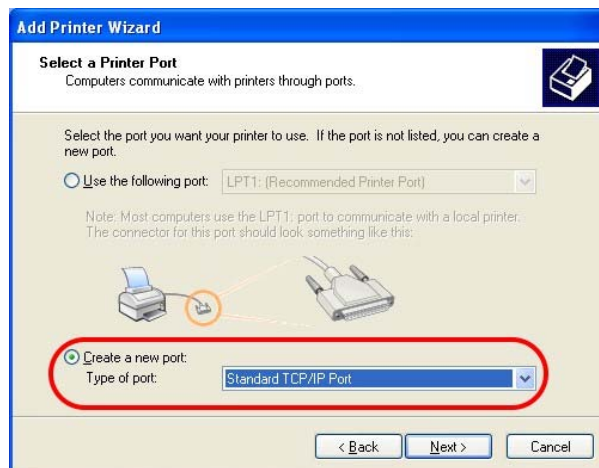 Add Printer Wizard
Select a Printer Port
Computers communicate with printers through ports.
Select the port you want your printer to use. If the port is not listed, you can create a
new port.
Use the following port: LPT1: (Recommended Printer Port)
Note: Most computers use the LPT1: port to communicate with a local printer.
The connector for this port should look something like this:
Create a new port:
Type of port: Standard TCP/IP Port
< Back Next > Cancel